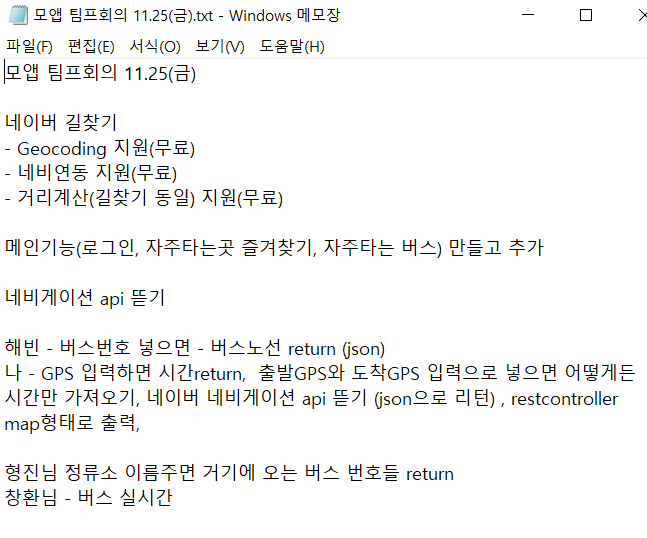 모앱 팀프회의 11.25(금).txt - Windows 메모장
파일(F) 편집(E) 서식(O) 보기(V) 도움말(H)
모앱 팀프회의 11.25(금)
네이버 길찾기
- Geocoding 지원(무료)
- 네비연동 지원(무료)
- 거리계산(길찾기 동일) 지원(무료)
메인기능(로그인, 자주타는곳 즐겨찾기, 자주타는 버스) 만들고 추가
네비게이션 api 뜯기
해빈 - 버스번호 넣으면 - 버스노선 return (json)
나 - GPS 입력하면 시간return,  출발GPS와 도착GPS 입력으로 넣으면 어떻게든
시간만 가져오기, 네이버 네비게이션 api 뜯기 (json으로 리턴) , restcontroller
map형태로 출력,
형진님 정류소 이름주면 거기에 오는 버스 번호들 return
창환님 - 버스 실시간